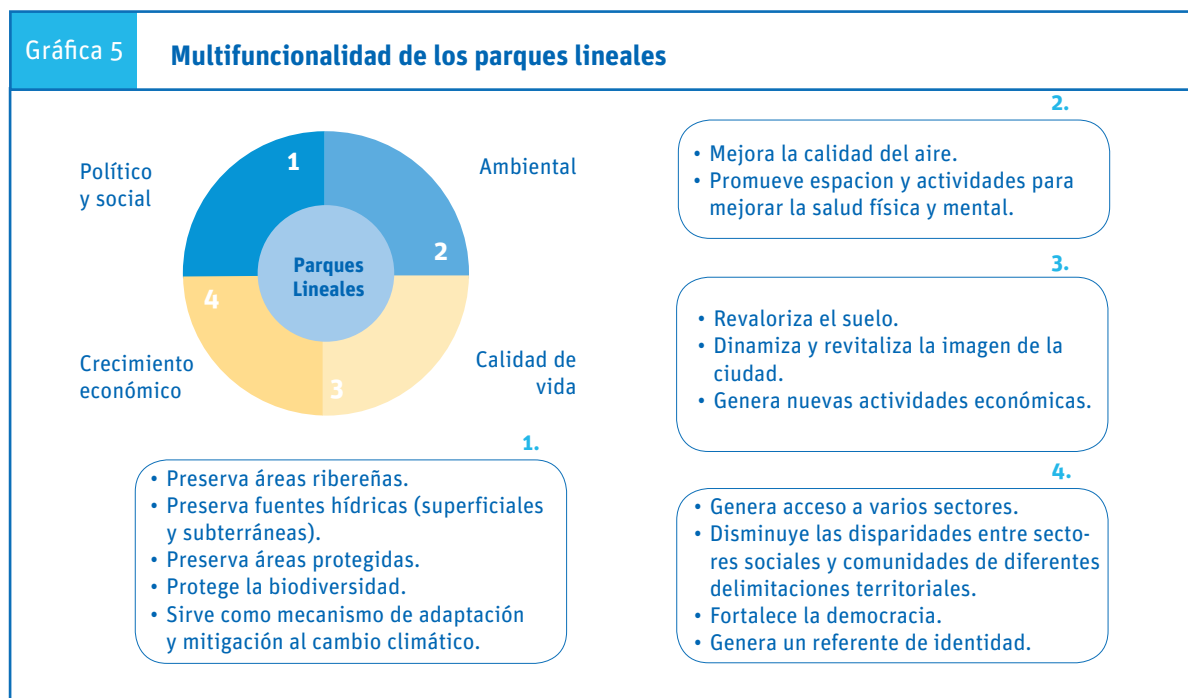 Gráfica 5
Multifuncionalidad de los parques lineales
Político
y social
1
Ambiental
2
Parques
Lineales
4
Crecimiento
económico
3
Calidad de
vida
1.
• Preserva áreas ribereñas.
• Preserva fuentes hídricas (superficiales
y subterráneas).
• Preserva áreas protegidas.
• Protege la biodiversidad.
• Sirve como mecanismo de adaptación
y mitigación al cambio climático.
2.
• Mejora la calidad del aire.
• Promueve espacion y actividades para
mejorar la salud física y mental.
3.
• Revaloriza el suelo.
• Dinamiza y revitaliza la imagen de la
ciudad.
• Genera nuevas actividades económicas.
4.
• Genera acceso a varios sectores.
• Disminuye las disparidades entre secto-
res sociales y comunidades de diferentes
delimitaciones territoriales.
• Fortalece la democracia.
• Genera un referente de identidad.